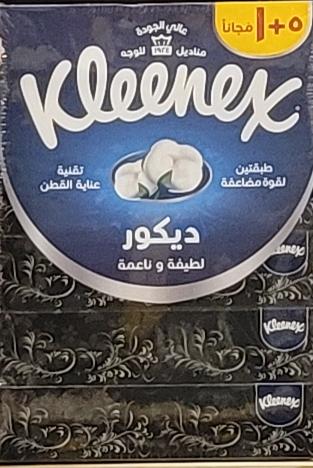 ٥+١ مجاناً
عالي الجودة
مناديل ١٩٢٤ للوجه
Kleenex
طبقتين
لقوة مضاعفة
تقنية
عناية القطن
ديكور
لطيفة و ناعمة
Kleenex
Kleenex
Kleenex